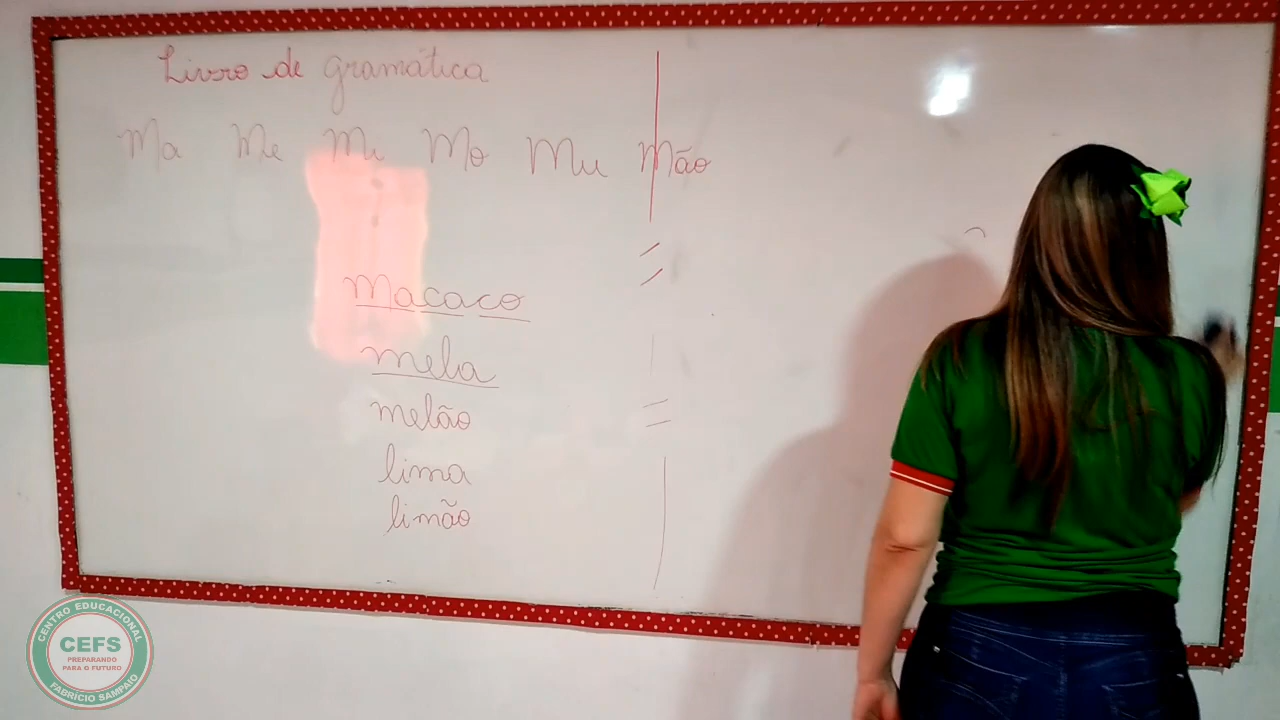 Livro de gramática
Ma Me Mi Mo Mu Mão
Macaco
mela
melão
lima
limão
CENTRO EDUCACIONAL
CEFS
PREPARANDO
PARA O FUTURO
FABRICIO SAMPAIO